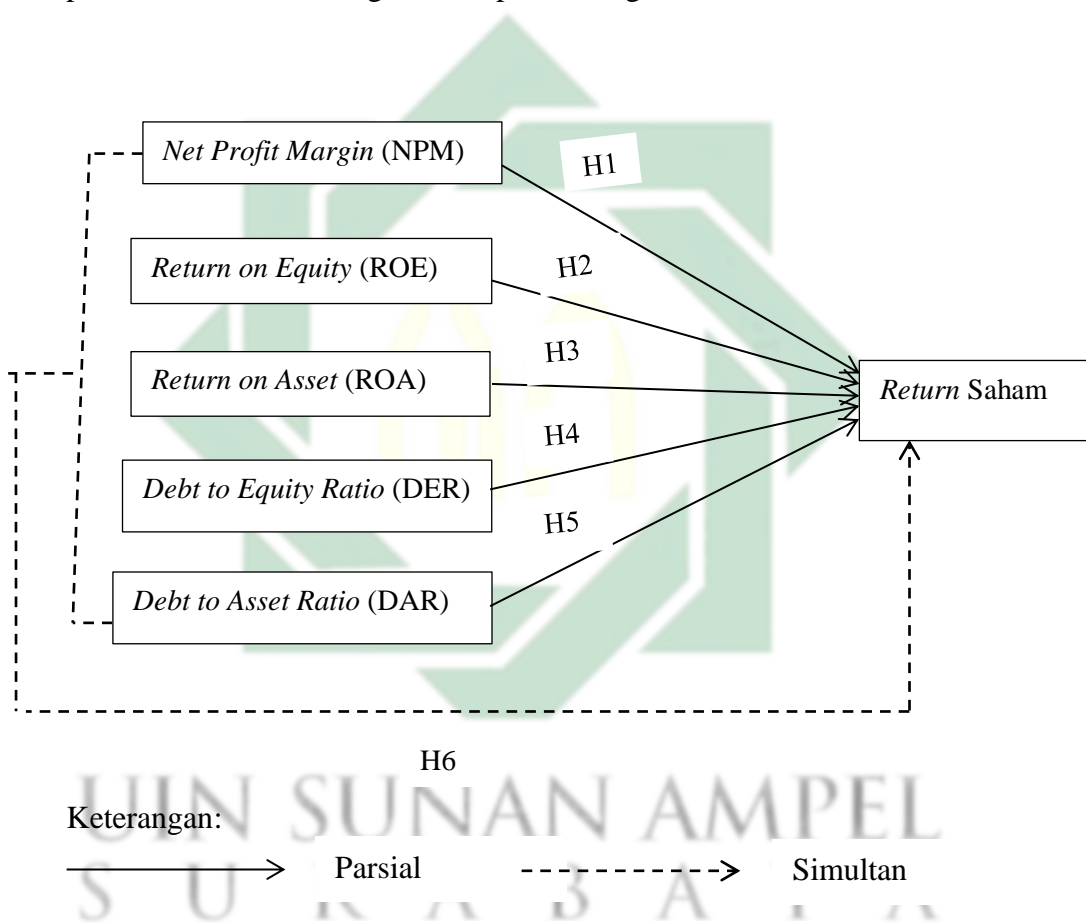 Net Profit Margin (NPM)
H1
Return on Equity (ROE)
H2
Return on Asset (ROA)
H3
Return Saham
Debt to Equity Ratio (DER)
H4
Debt to Asset Ratio (DAR)
H5
H6
UIN SUNAN AMPEL
Keterangan:
Parsial
Simultan
S U R A B A Y A